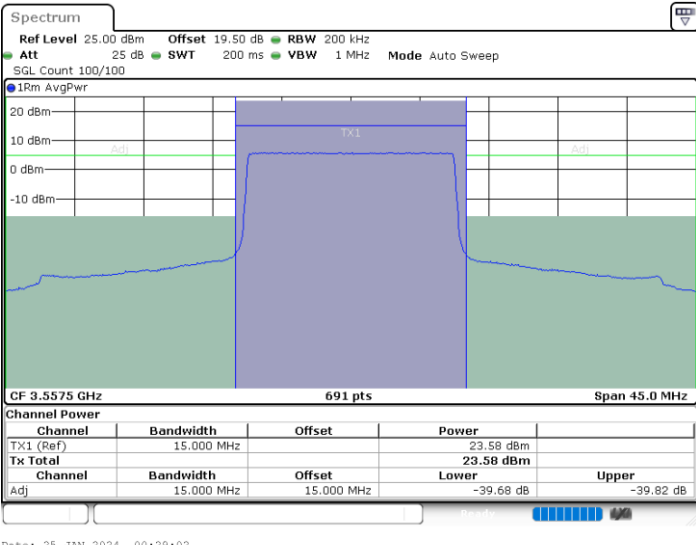 Spectrum
Ref Level 25.00 dBm Offset 19.50 dB RBW 200 kHz
Att 25 dB SWT 200 ms VBW 1 MHz Mode Auto Sweep
SGL Count 100/100
1Rm AvgPwr
20 dBm
TX1
10 dBm
Adj Adj
0 dBm
-10 dBm
CF 3.5575 GHz 691 pts Span 45.0 MHz
Channel Power
Channel Bandwidth Offset Power
TX1 (Ref) 15.000 MHz 23.58 dBm
Tx Total 23.58 dBm
Channel Bandwidth Offset Lower Upper
Adj 15.000 MHz 15.000 MHz -39.68 dB -39.82 dB
Ready